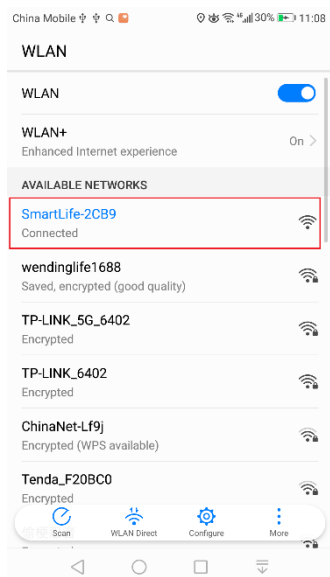 China Mobile 30% 11:08
WLAN
WLAN
WLAN+
Enhanced Internet experience
On
AVAILABLE NETWORKS
SmartLife-2CB9
Connected
wendinglife1688
Saved, encrypted (good quality)
TP-LINK_5G_6402
Encrypted
TP-LINK_6402
Encrypted
ChinaNet-Lf9j
Encrypted (WPS available)
Tenda_F20BC0
Encrypted
Scan WLAN Direct Configure More